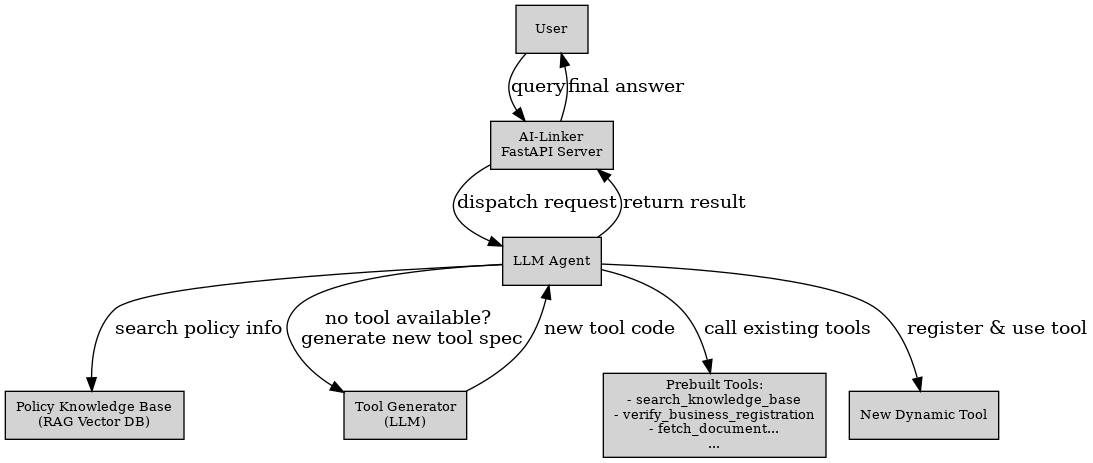 User
query
final answer
AI-Linker
FastAPI Server
dispatch request
return result
LLM Agent
search policy info
no tool available?
generate new tool spec
new tool code
call existing tools
register & use tool
Policy Knowledge Base
(RAG Vector DB)
Tool Generator
(LLM)
Prebuilt Tools:
- search_knowledge_base
- verify_business_registration
- fetch_document...
...
New Dynamic Tool